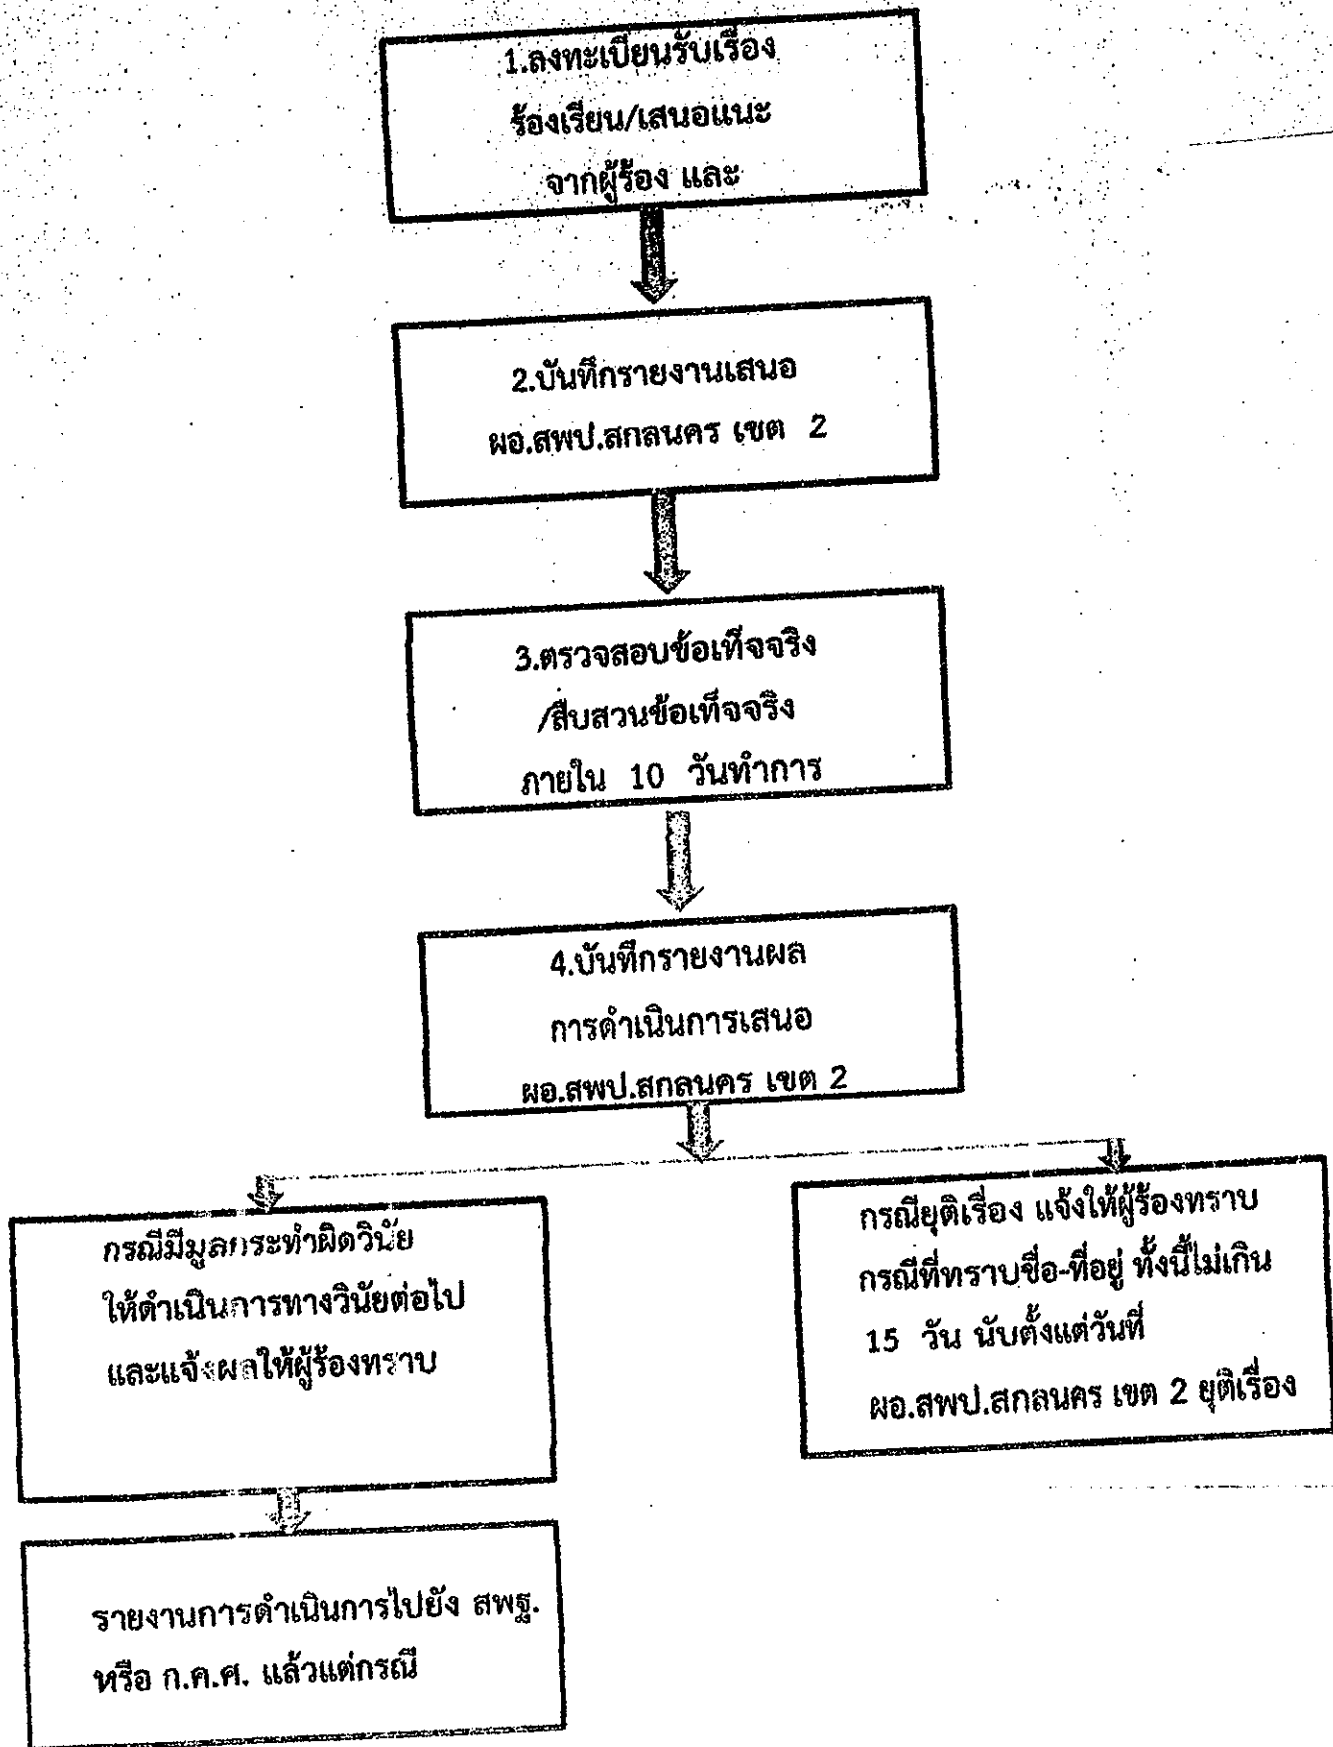 1.ลงทะเบียนรับเรื่อง
ร้องเรียน/เสนอแนะ
จากผู้ร้อง และ
2.บันทึกรายงานเสนอ
ผอ.สพป.สกลนคร เขต 2
3.ตรวจสอบข้อเท็จจริง
/สืบสวนข้อเท็จจริง
ภายใน 10 วันทำการ
4.บันทึกรายงานผล
การดำเนินการเสนอ
ผอ.สพป.สกลนคร เขต 2
กรณีมีมูลกระทำผิดวินัย
ให้ดำเนินการทางวินัยต่อไป
และแจ้งผลให้ผู้ร้องทราบ
กรณียุติเรื่อง แจ้งให้ผู้ร้องทราบ
กรณีที่ทราบชื่อ-ที่อยู่ ทั้งนี้ไม่เกิน
15 วัน นับตั้งแต่วันที่
ผอ.สพป.สกลนคร เขต 2 ยุติเรื่อง
รายงานการดำเนินการไปยัง สพฐ.
หรือ ก.ค.ศ. แล้วแต่กรณี